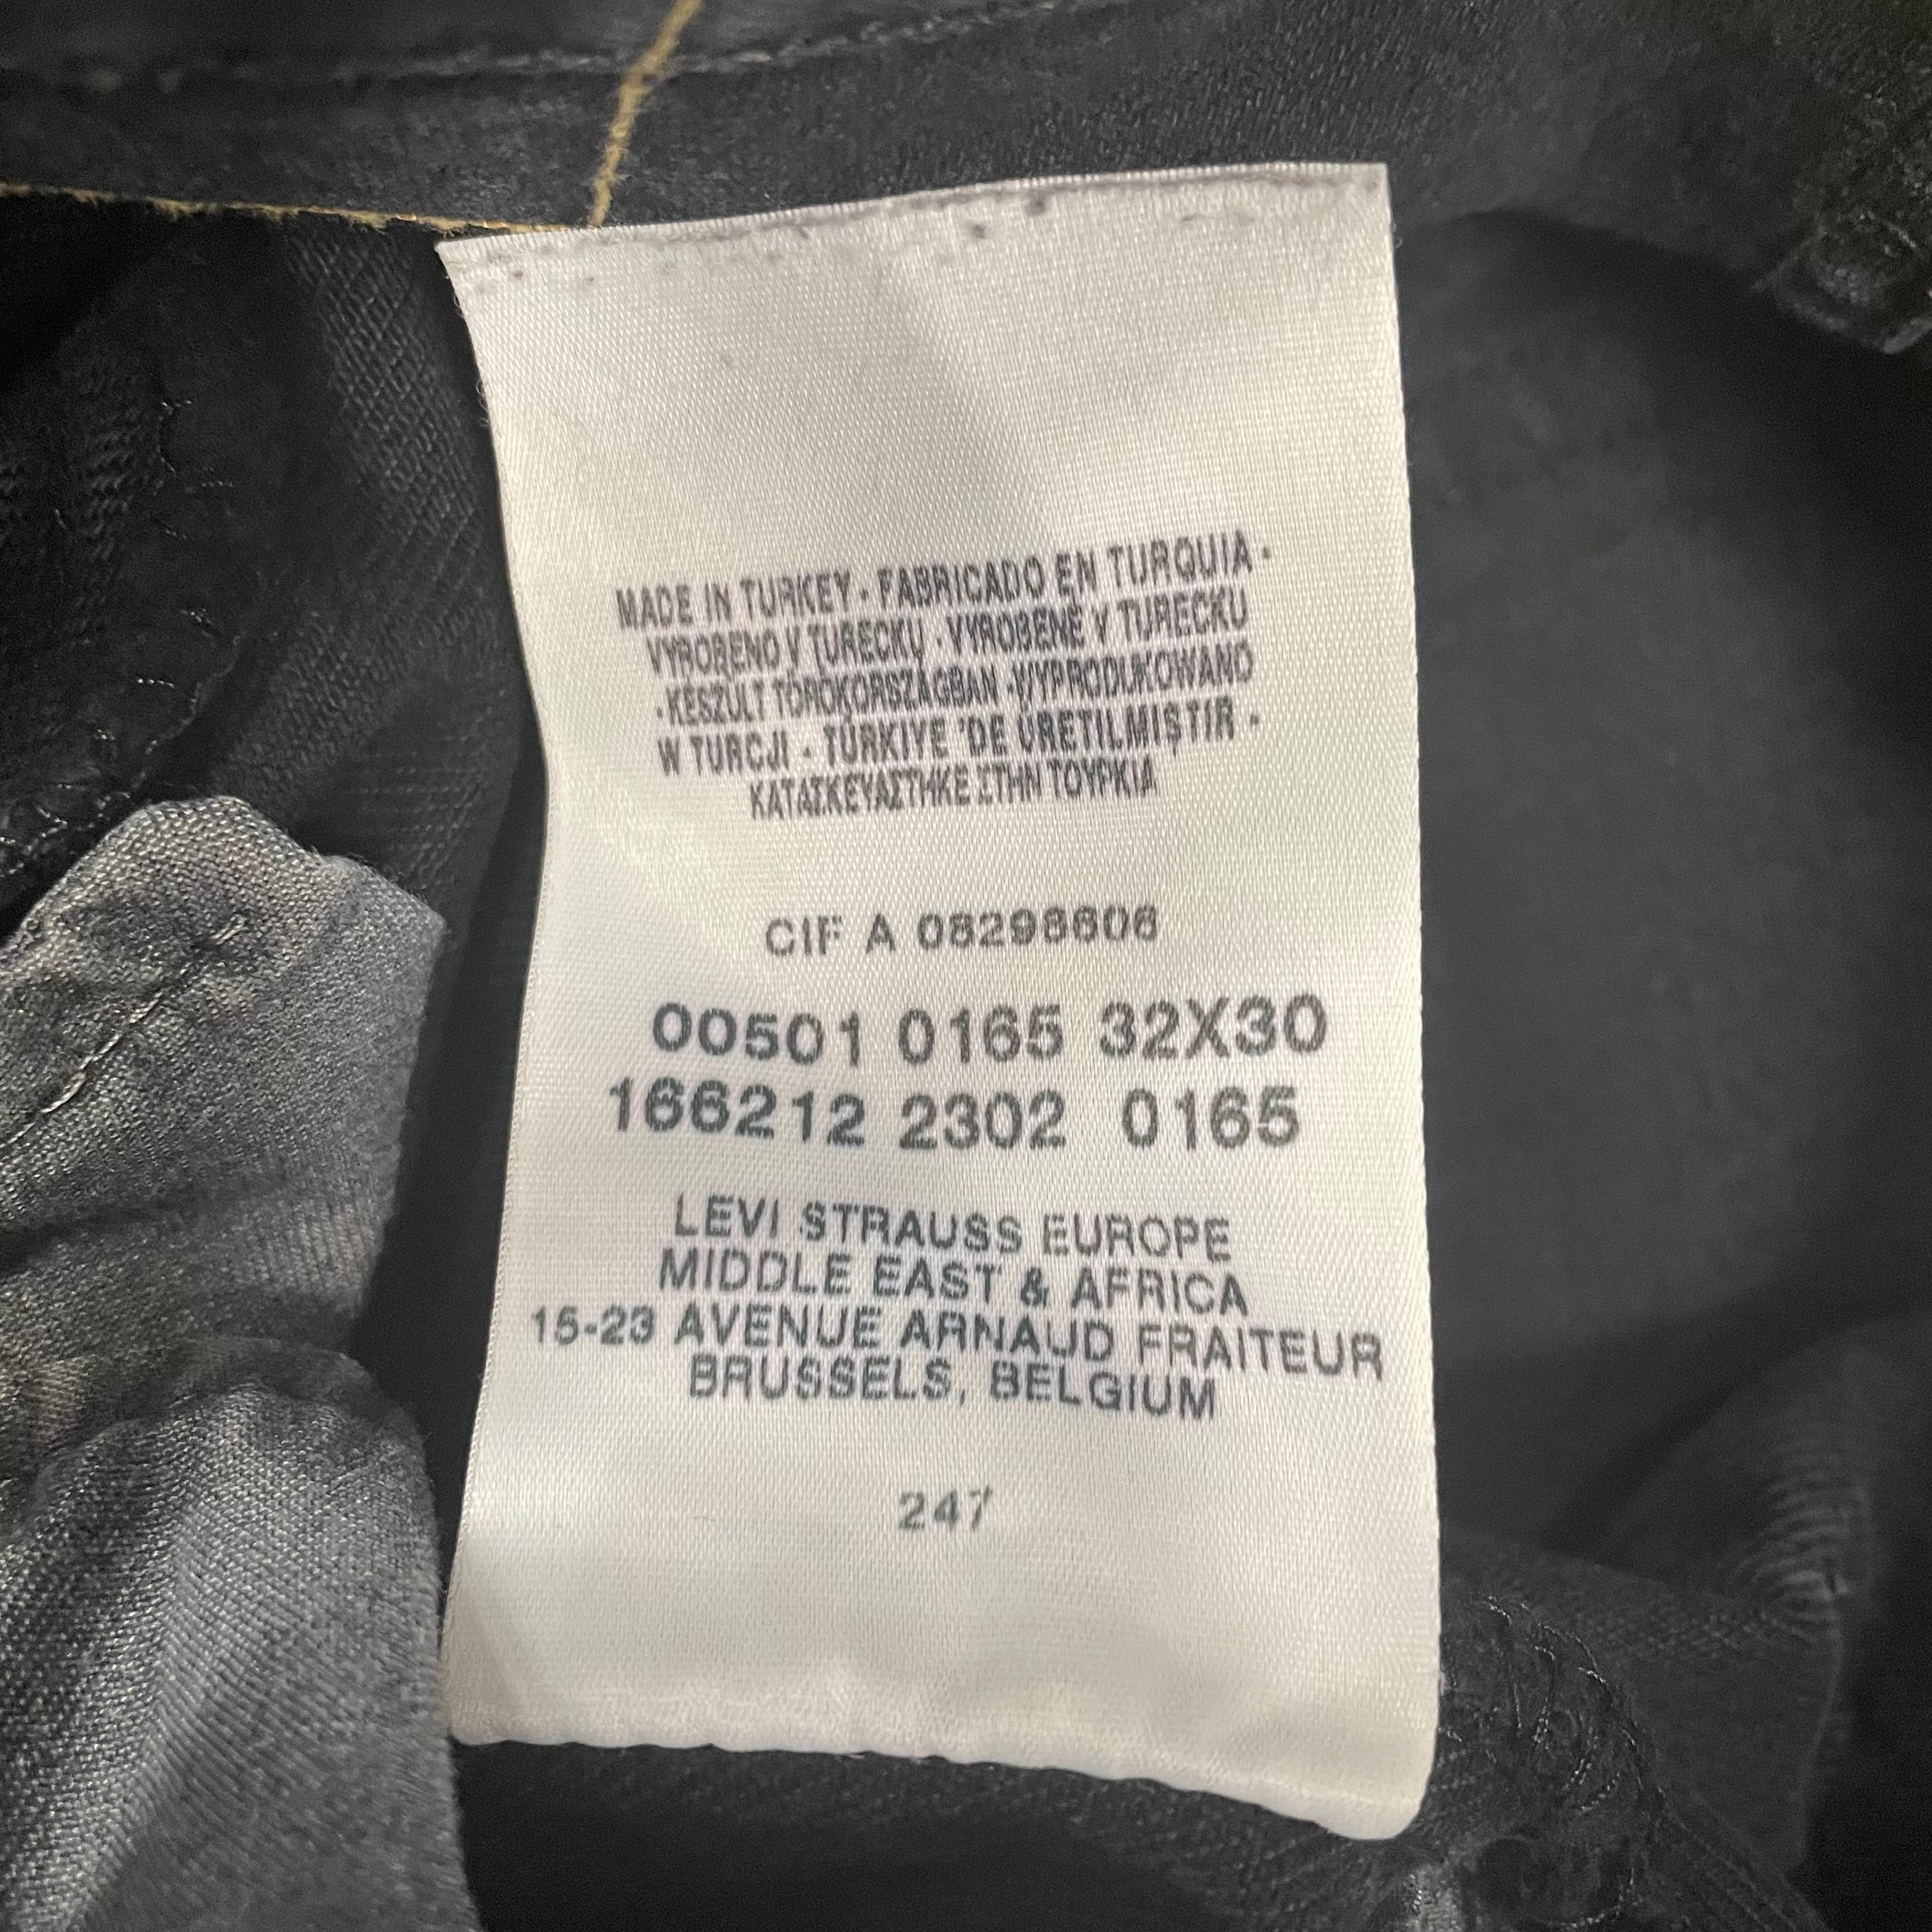 MADE IN TURKEY · FABRICADO EN TURQUIA ·
VYROBENO V TURECKU · VYROBENÉ V TURECKU
· KESZULT TOROKORSZÁGBAN · WYPRODUKOWANO
W TURCJI · TÜRKIYE 'DE ÜRETILMIŞTIR ·
ΚΑΤΑΣΚΕΥΑΣΤΗΚΕ ΣΤΗΝ ΤΟΥΡΚΙΑ
CIF A 08298606
00501 0165 32X30
166212 2302 0165
LEVI STRAUSS EUROPE
MIDDLE EAST & AFRICA
15-23 AVENUE ARNAUD FRAITEUR
BRUSSELS, BELGIUM
247